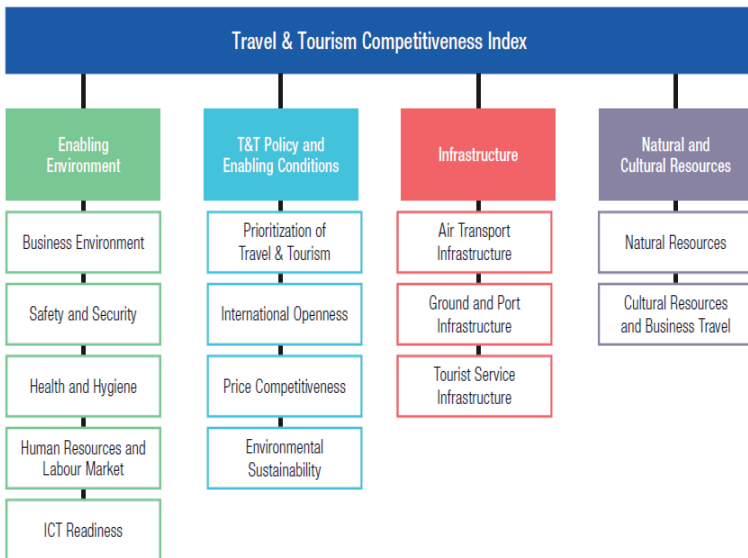 Travel & Tourism Competitiveness Index
Enabling
Environment
Business Environment
Safety and Security
Health and Hygiene
Human Resources and
Labour Market
ICT Readiness
T&T Policy and
Enabling Conditions
Prioritization of
Travel & Tourism
International Openness
Price Competitiveness
Environmental
Sustainability
Infrastructure
Air Transport
Infrastructure
Ground and Port
Infrastructure
Tourist Service
Infrastructure
Natural and
Cultural Resources
Natural Resources
Cultural Resources
and Business Travel